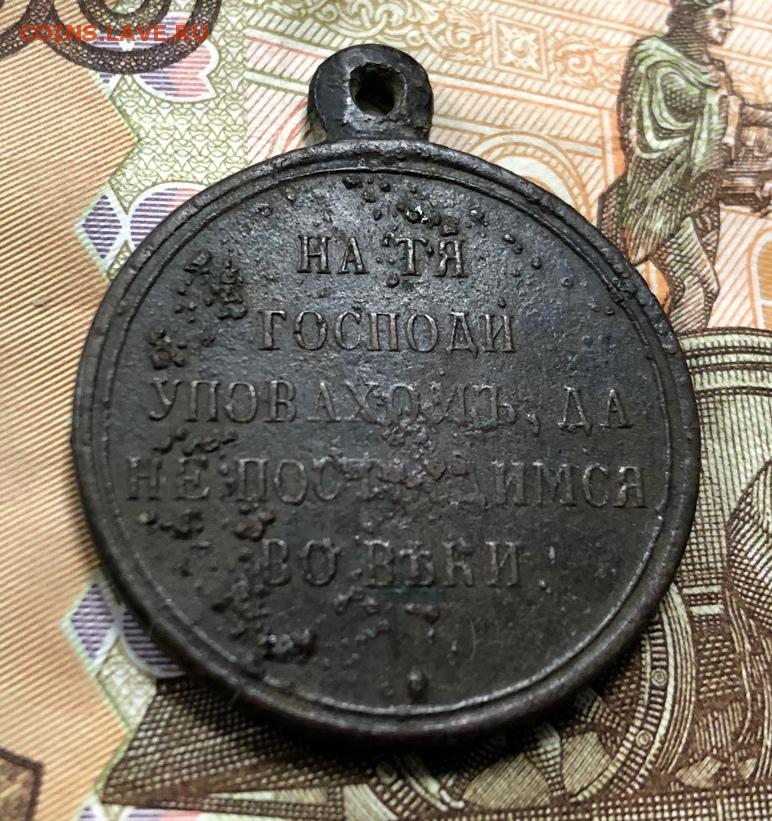 COINS.LAVE.RU
НА ТЯ
ГОСПОДИ
УПОВАХОМЪ, ДА
НЕ ПОСТЫДИМСЯ
ВО ВѢКИ.